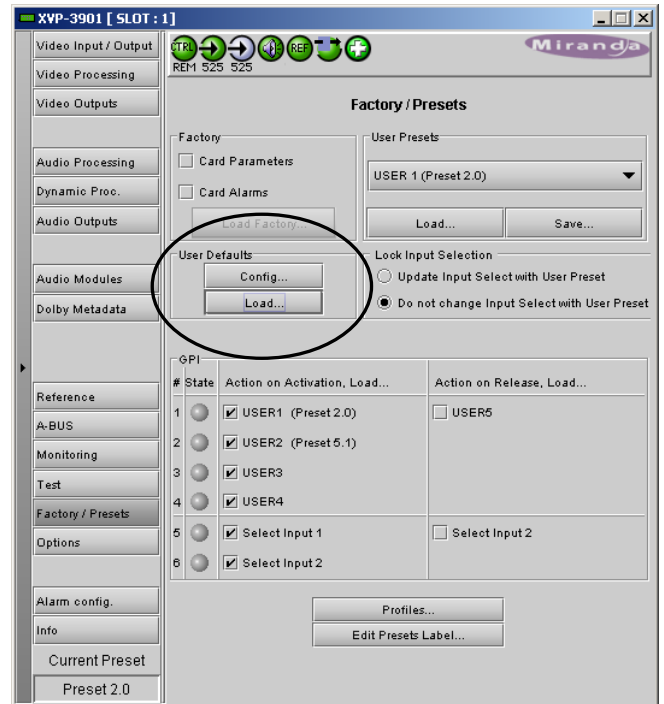 XVP-3901 [ SLOT : 1]
Video Input / Output
Video Processing
Video Outputs
Audio Processing
Dynamic Proc.
Audio Outputs
Audio Modules
Dolby Metadata
Reference
A-BUS
Monitoring
Test
Factory / Presets
Options
Alarm config.
Info
Current Preset
Preset 2.0
CTRL
REF
REM 525 525
Miranda
Factory / Presets
Factory
Card Parameters
Card Alarms
Load Factory...
User Presets
USER 1 (Preset 2.0)
Load... Save...
User Defaults
Config...
Load...
Lock Input Selection
Update Input Select with User Preset
Do not change Input Select with User Preset
GPI
# State Action on Activation, Load... Action on Release, Load...
1 USER1 (Preset 2.0) USER5
2 USER2 (Preset 5.1)
3 USER3
4 USER4
5 Select Input 1 Select Input 2
6 Select Input 2
Profiles...
Edit Presets Label...